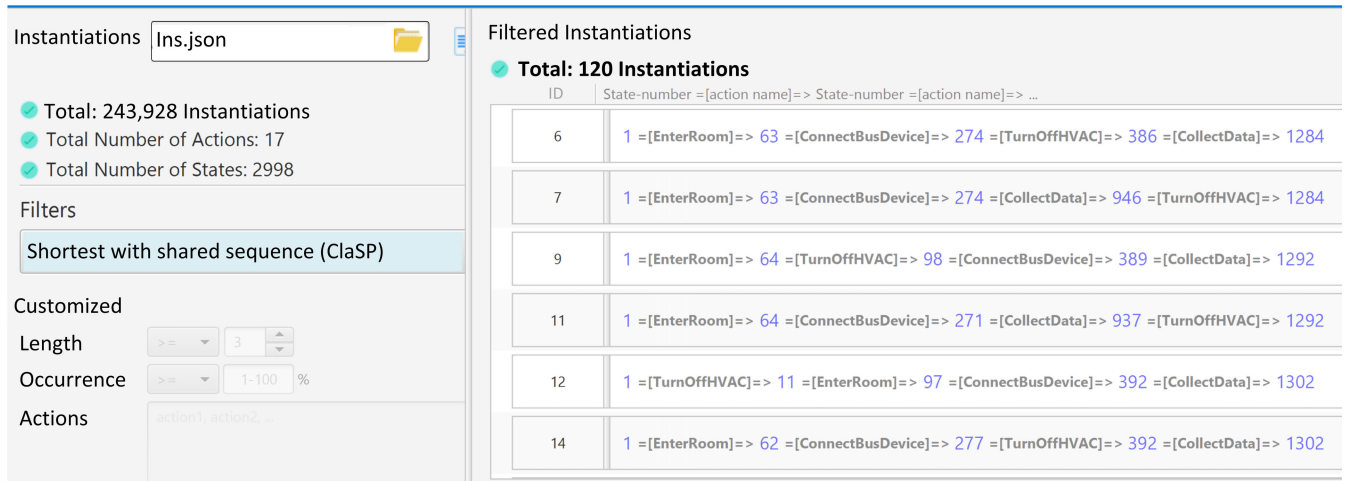 Instantiations
Ins.json
Total: 243,928 Instantiations
Total Number of Actions: 17
Total Number of States: 2998
Filters
Shortest with shared sequence (ClaSP)
Customized
Length >= 3
Occurrence >= 1-100 %
Actions action1, action2, ...
Filtered Instantiations
Total: 120 Instantiations
ID State-number =[action name]=> State-number =[action name]=> ...
6 1 =[EnterRoom]=> 63 =[ConnectBusDevice]=> 274 =[TurnOffHVAC]=> 386 =[CollectData]=> 1284
7 1 =[EnterRoom]=> 63 =[ConnectBusDevice]=> 274 =[CollectData]=> 946 =[TurnOffHVAC]=> 1284
9 1 =[EnterRoom]=> 64 =[TurnOffHVAC]=> 98 =[ConnectBusDevice]=> 389 =[CollectData]=> 1292
11 1 =[EnterRoom]=> 64 =[ConnectBusDevice]=> 271 =[CollectData]=> 937 =[TurnOffHVAC]=> 1292
12 1 =[TurnOffHVAC]=> 11 =[EnterRoom]=> 97 =[ConnectBusDevice]=> 392 =[CollectData]=> 1302
14 1 =[EnterRoom]=> 62 =[ConnectBusDevice]=> 277 =[TurnOffHVAC]=> 392 =[CollectData]=> 1302